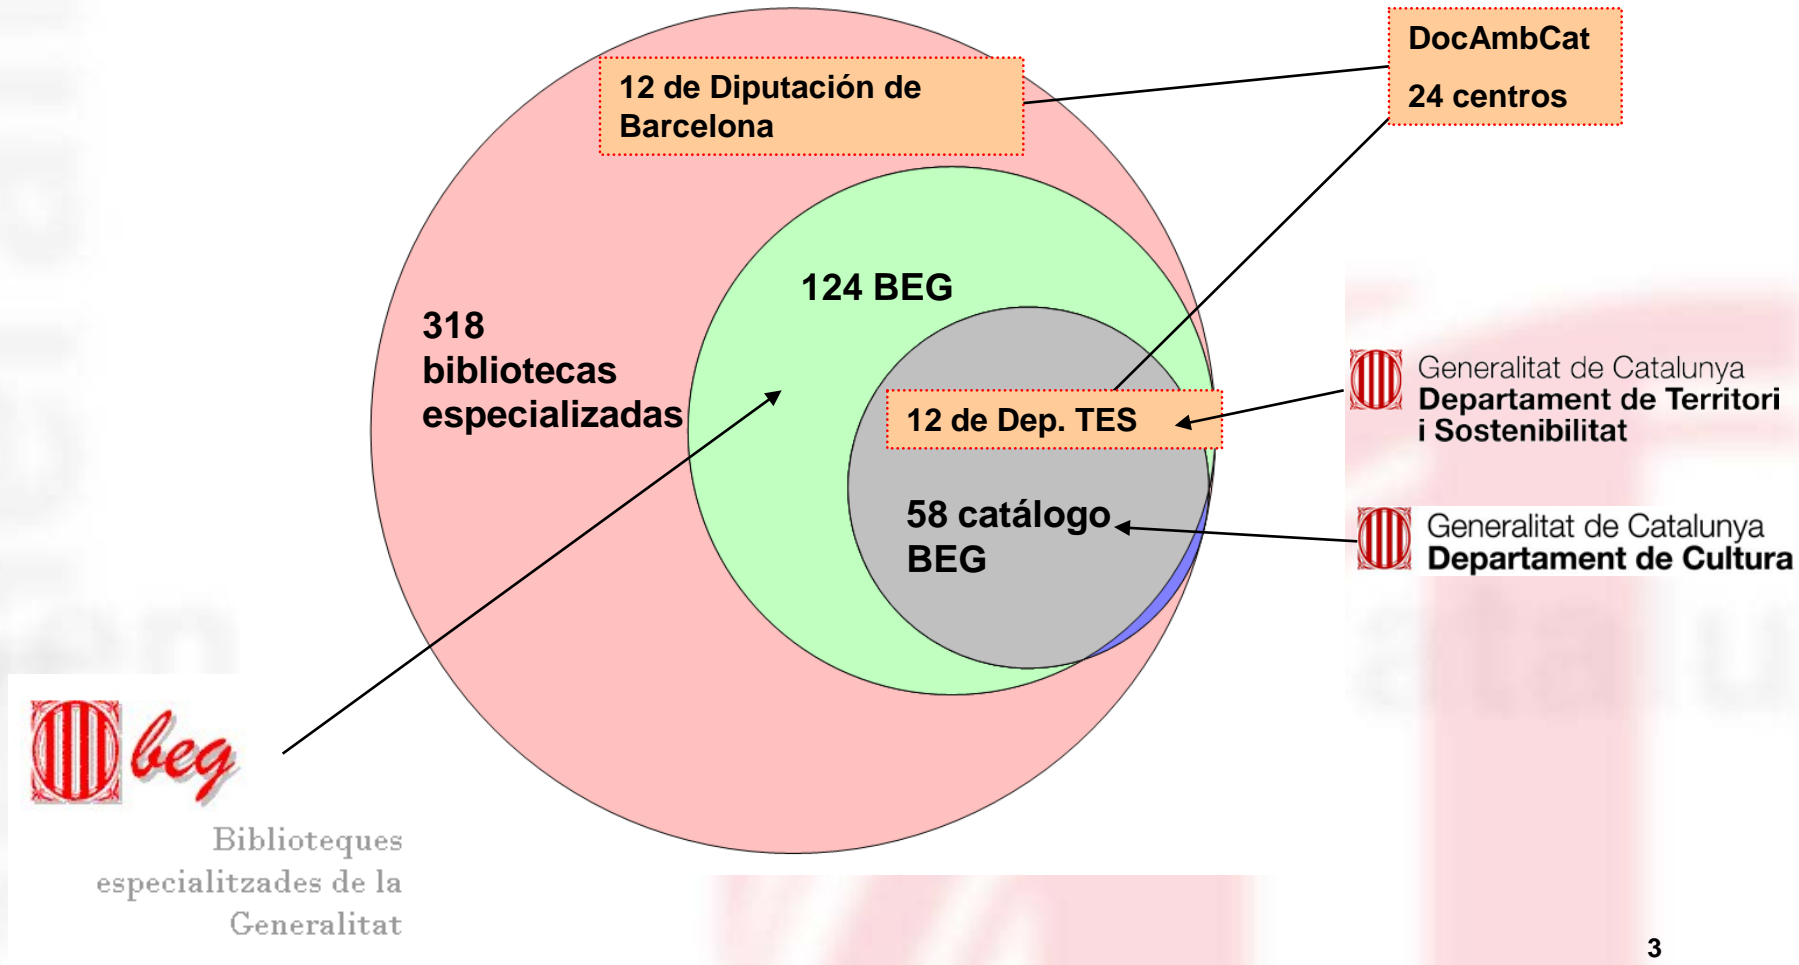 DocAmbCat
24 centros
12 de Diputación de
Barcelona
124 BEG
318
bibliotecas
especializadas
12 de Dep. TES
58 catálogo
BEG
Generalitat de Catalunya
Departament de Territori
i Sostenibilitat
Generalitat de Catalunya
Departament de Cultura
beg
Biblioteques
especialitzades de la
Generalitat
3